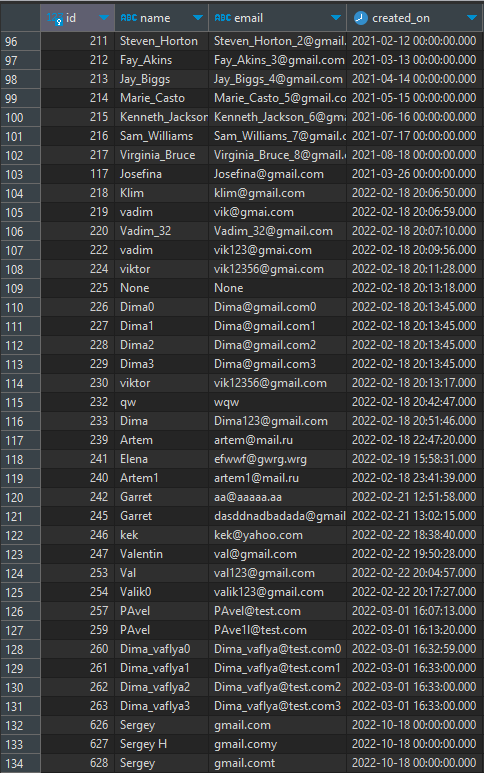 id name email created_on
96 211 Steven_Horton Steven_Horton_2@gmail. 2021-02-12 00:00:00.000
97 212 Fay_Akins Fay_Akins_3@gmail.com 2021-03-13 00:00:00.000
98 213 Jay_Biggs Jay_Biggs_4@gmail.com 2021-04-14 00:00:00.000
99 214 Marie_Casto Marie_Casto_5@gmail.com 2021-05-15 00:00:00.000
100 215 Kenneth_Jackson Kenneth_Jackson_6@gma 2021-06-16 00:00:00.000
101 216 Sam_Williams Sam_Williams_7@gmail.c 2021-07-17 00:00:00.000
102 217 Virginia_Bruce Virginia_Bruce_8@gmail. 2021-08-18 00:00:00.000
103 117 Josefina Josefina@gmail.com 2021-03-26 00:00:00.000
104 218 Klim klim@gmail.com 2022-02-18 20:06:50.000
105 219 vadim vik@gmai.com 2022-02-18 20:06:59.000
106 220 Vadim_32 Vadim_32@gmail.com 2022-02-18 20:07:10.000
107 222 vadim vik123@gmai.com 2022-02-18 20:09:56.000
108 224 viktor vik12356@gmai.com 2022-02-18 20:11:28.000
109 225 None None 2022-02-18 20:13:18.000
110 226 Dima0 Dima@gmail.com0 2022-02-18 20:13:45.000
111 227 Dima1 Dima@gmail.com1 2022-02-18 20:13:45.000
112 228 Dima2 Dima@gmail.com2 2022-02-18 20:13:45.000
113 229 Dima3 Dima@gmail.com3 2022-02-18 20:13:45.000
114 230 viktor vik12356@gmail.com 2022-02-18 20:13:17.000
115 232 qw wqw 2022-02-18 20:42:47.000
116 233 Dima Dima123@gmail.com 2022-02-18 20:51:46.000
117 239 Artem artem@mail.ru 2022-02-18 22:47:20.000
118 241 Elena efwwf@gwrg.wrg 2022-02-19 15:58:31.000
119 240 Artem1 artem1@mail.ru 2022-02-18 23:41:39.000
120 242 Garret aa@aaaaa.aa 2022-02-21 12:51:58.000
121 245 Garret dasddnadbadada@gmail 2022-02-21 13:02:15.000
122 246 kek kek@yahoo.com 2022-02-22 18:38:40.000
123 247 Valentin val@gmail.com 2022-02-22 19:50:28.000
124 253 Val val123@gmail.com 2022-02-22 20:04:57.000
125 254 Valik0 valik123@gmail.com 2022-02-22 20:17:27.000
126 257 PAvel PAve@test.com 2022-03-01 16:07:13.000
127 259 PAvel PAve1l@test.com 2022-03-01 16:13:20.000
128 260 Dima_vaflya0 Dima_vaflya@test.com0 2022-03-01 16:32:59.000
129 261 Dima_vaflya1 Dima_vaflya@test.com1 2022-03-01 16:33:00.000
130 262 Dima_vaflya2 Dima_vaflya@test.com2 2022-03-01 16:33:00.000
131 263 Dima_vaflya3 Dima_vaflya@test.com3 2022-03-01 16:33:00.000
132 626 Sergey gmail.com 2022-10-18 00:00:00.000
133 627 Sergey H gmail.comy 2022-10-18 00:00:00.000
134 628 Sergey gmail.comt 2022-10-18 00:00:00.000